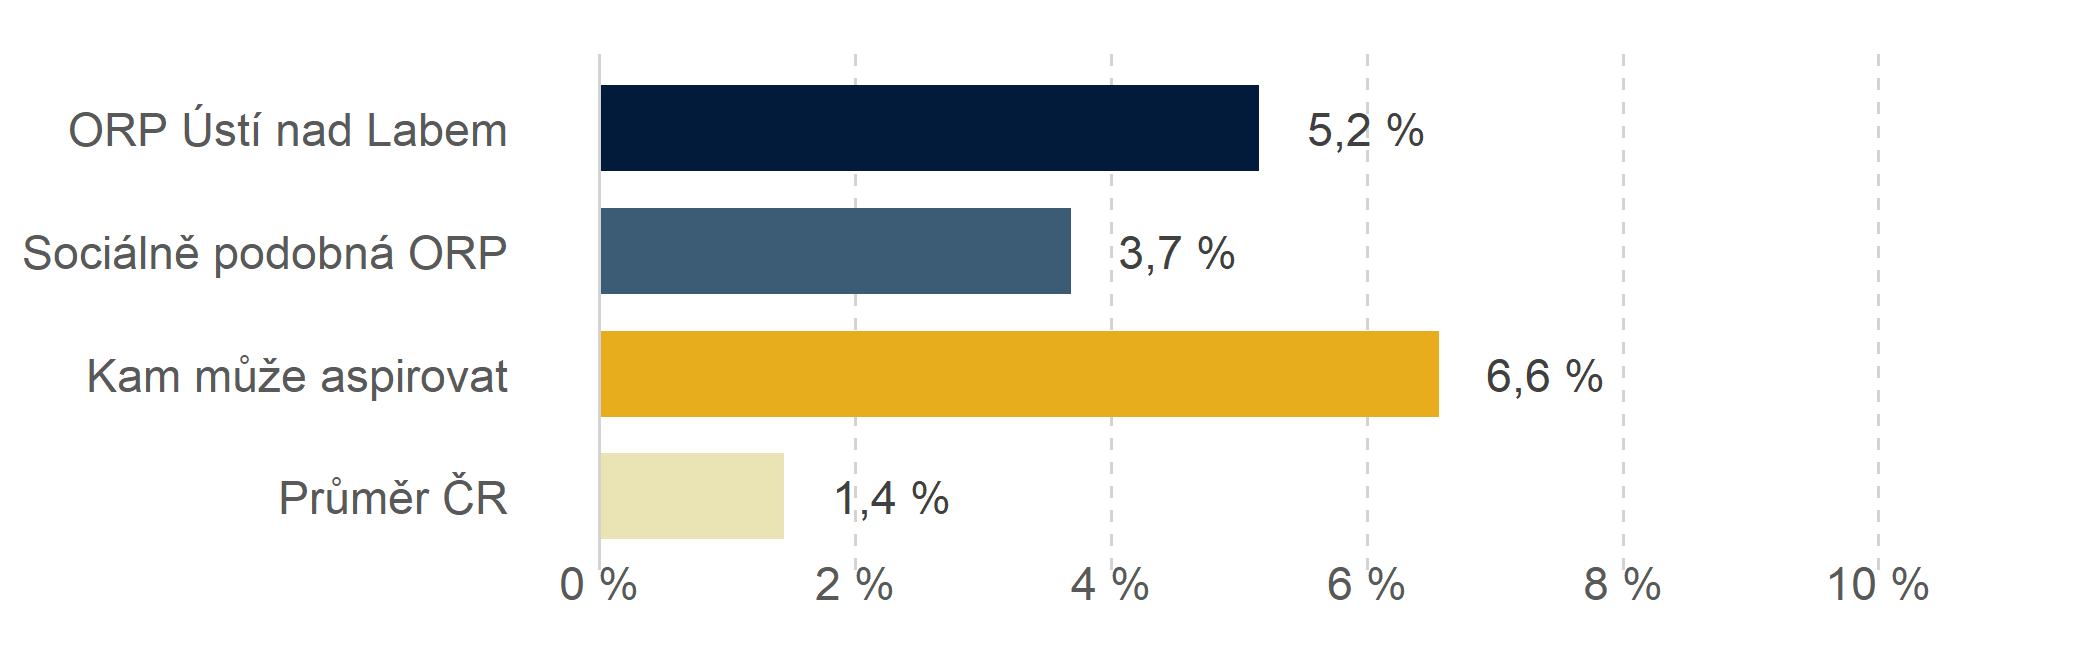 ORP Ústí nad Labem
5,2 %
Sociálně podobná ORP
3,7 %
Kam může aspirovat
6,6 %
Průměr ČR
1,4 %
0 % 2 % 4 % 6 % 8 % 10 %